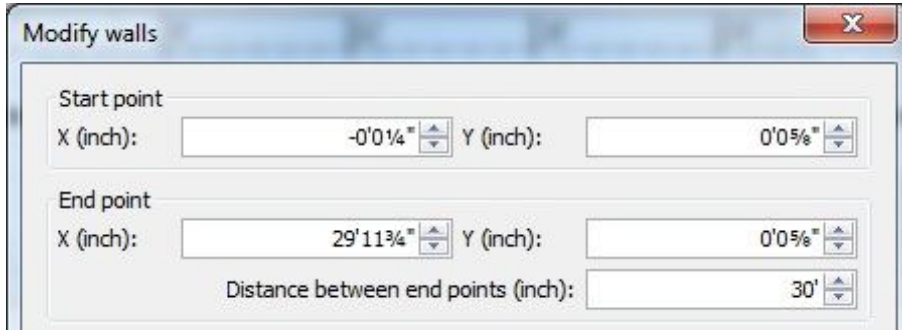 Modify walls
Start point
X (inch): -0'0¼" Y (inch): 0'0⅝"
End point
X (inch): 29'11¾" Y (inch): 0'0⅝"
Distance between end points (inch): 30'